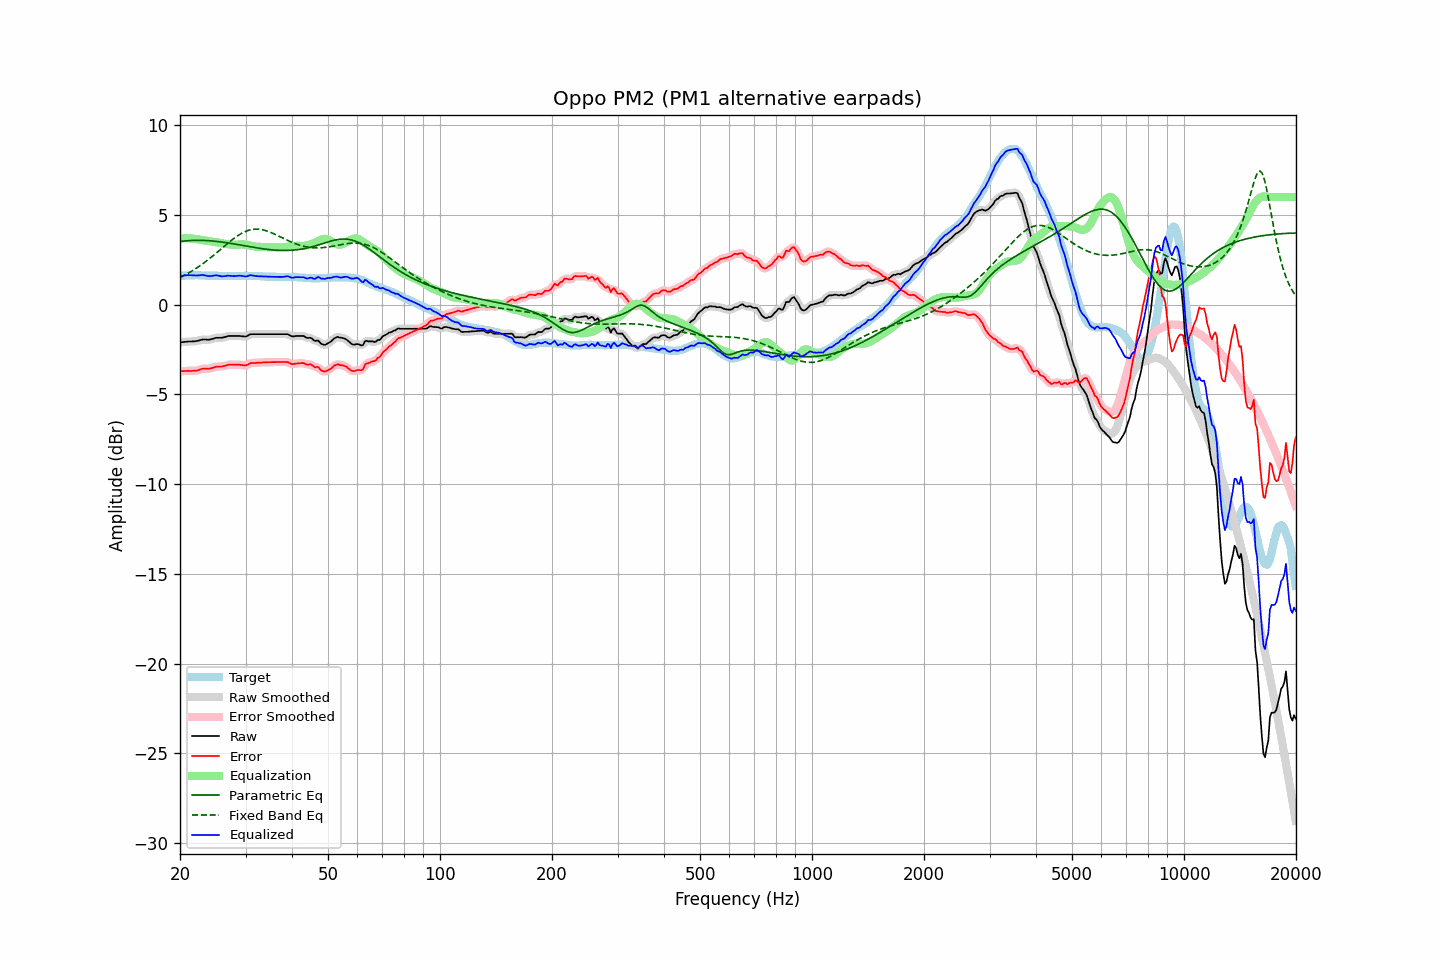 Oppo PM2 (PM1 alternative earpads)
10
5
0
−5
−10
−15
−20
−25
−30
Amplitude (dBr)
Target
Raw Smoothed
Error Smoothed
Raw
Error
Equalization
Parametric Eq
Fixed Band Eq
Equalized
20 50 100 200 500 1000 2000 5000 10000 20000
Frequency (Hz)